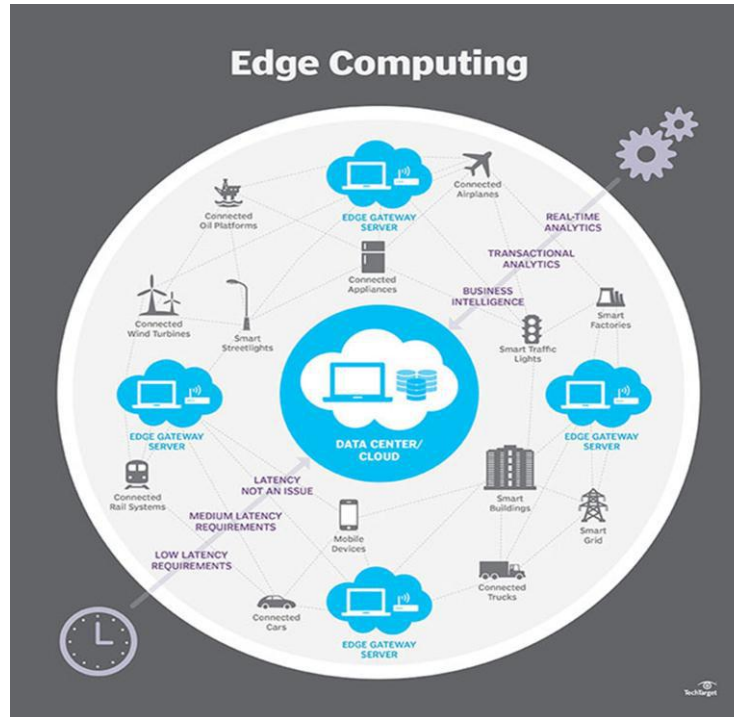 Edge Computing
Connected
Oil Platforms
EDGE GATEWAY
SERVER
Connected
Airplanes
REAL-TIME
ANALYTICS
TRANSACTIONAL
ANALYTICS
BUSINESS
INTELLIGENCE
Connected
Appliances
Connected
Wind Turbines
Smart
Streetlights
Smart Traffic
Lights
Smart
Factories
EDGE GATEWAY
SERVER
DATA CENTER/
CLOUD
EDGE GATEWAY
SERVER
Connected
Rail Systems
LATENCY
NOT AN ISSUE
MEDIUM LATENCY
REQUIREMENTS
LOW LATENCY
REQUIREMENTS
Mobile
Devices
Smart
Buildings
Smart
Grid
Connected
Cars
EDGE GATEWAY
SERVER
Connected
Trucks
TechTarget